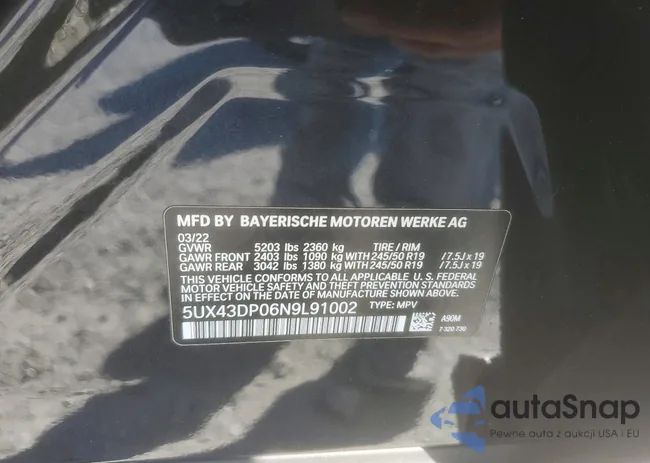 MFD BY BAYERISCHE MOTOREN WERKE AG
03/22
GVWR 5203 lbs 2360 kg TIRE / RIM
GAWR FRONT 2403 lbs 1090 kg WITH 245/50 R19 / 7.5J x 19
GAWR REAR 3042 lbs 1380 kg WITH 245/50 R19 / 7.5J x 19
THIS VEHICLE CONFORMS TO ALL APPLICABLE U. S. FEDERAL
MOTOR VEHICLE SAFETY AND THEFT PREVENTION STANDARDS
IN EFFECT ON THE DATE OF MANUFACTURE SHOWN ABOVE.
5UX43DP06N9L91002 TYPE: MPV
A90M
7 320 730
autaSnap
Pewne auta z aukcji USA i EU